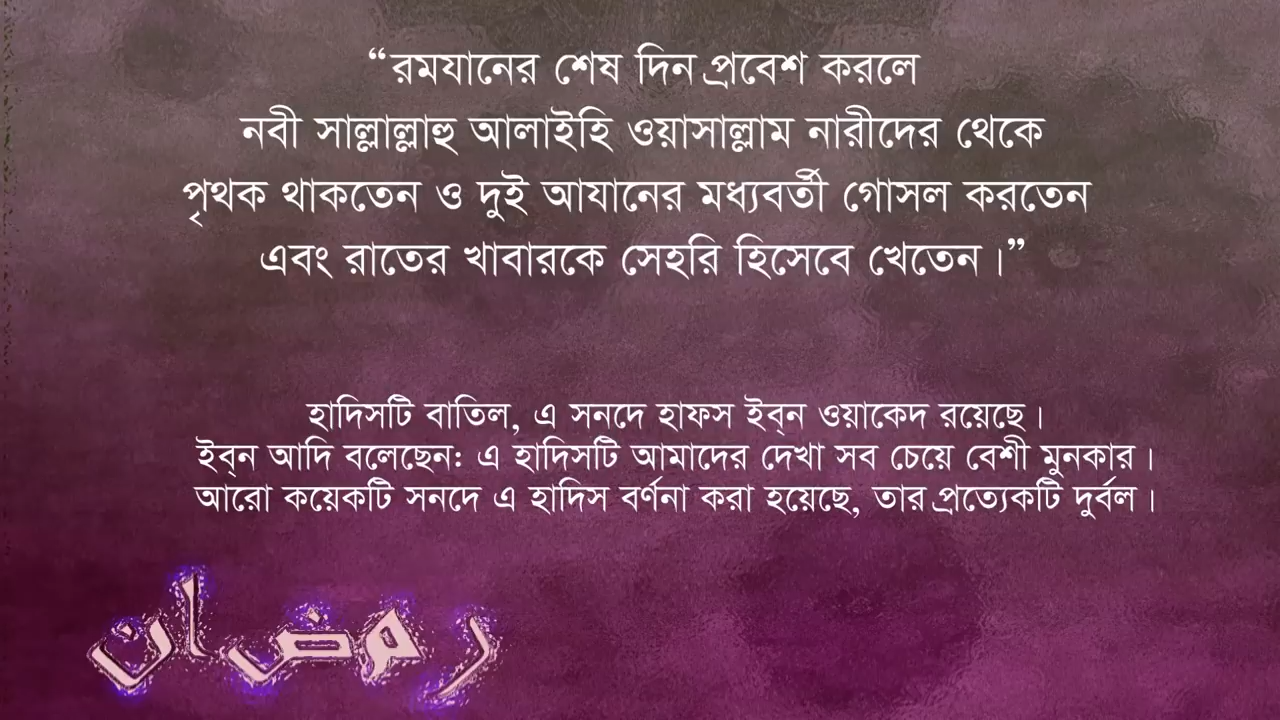 “রমযানের শেষ দিন প্রবেশ করলে
নবী সাল্লাল্লাহু আলাইহি ওয়াসাল্লাম নারীদের থেকে
পৃথক থাকতেন ও দুই আযানের মধ্যবর্তী গোসল করতেন
এবং রাতের খাবারকে সেহরি হিসেবে খেতেন।”
হাদিসটি বাতিল, এ সনদে হাফস ইব্‌ন ওয়াকেদ রয়েছে।
ইব্‌ন আদি বলেছেন: এ হাদিসটি আমাদের দেখা সব চেয়ে বেশী মুনকার।
আরো কয়েকটি সনদে এ হাদিস বর্ণনা করা হয়েছে, তার প্রত্যেকটি দুর্বল।
رمضان